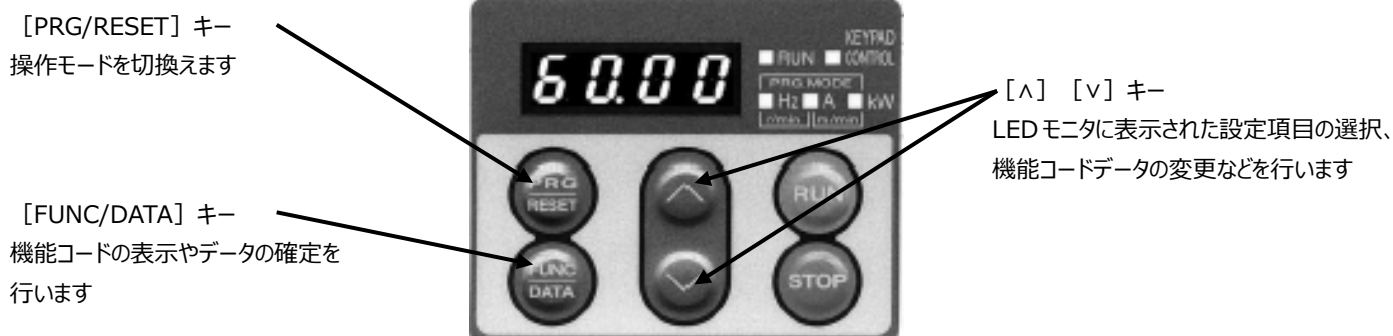 [PRG/RESET] キー
操作モードを切換えます
[FUNC/DATA] キー
機能コードの表示やデータの確定を
行います
60.00
KEYPAD
RUN CONTROL
PRG MODE
Hz A kW
r/min m/min
PRG
RESET
FUNC
DATA
RUN
STOP
[∧] [∨] キー
LEDモニタに表示された設定項目の選択、
機能コードデータの変更などを行います